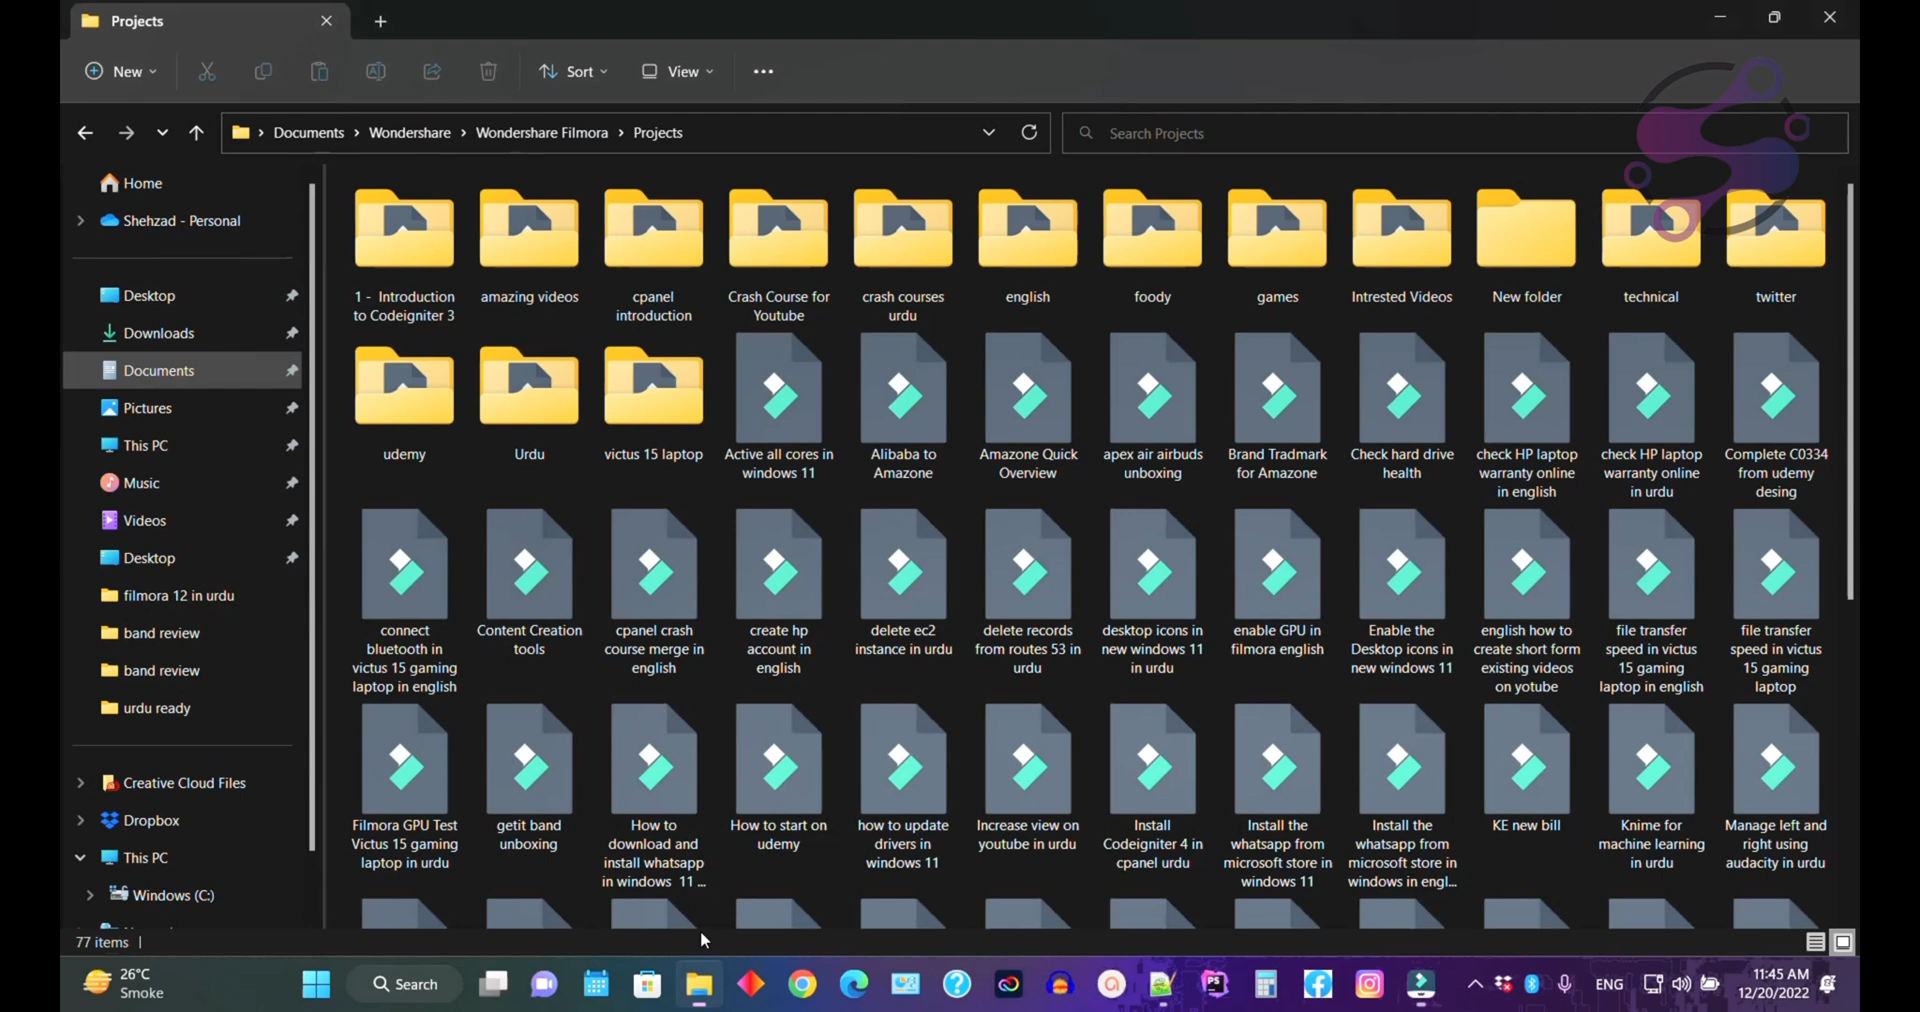 Projects
New
Sort
View
Documents
Wondershare
Wondershare Filmora
Projects
Search Projects
Home
Shehzad - Personal
Desktop
Downloads
Documents
Pictures
This PC
Music
Videos
Desktop
filmora 12 in urdu
band review
band review
urdu ready
Creative Cloud Files
Dropbox
This PC
Windows (C:)
1 - Introduction
to Codeigniter 3
amazing videos
cpanel
introduction
Crash Course for
Youtube
crash courses
urdu
english
foody
games
Intrested Videos
New folder
technical
twitter
udemy
Urdu
victus 15 laptop
Active all cores in
windows 11
Alibaba to
Amazone
Amazone Quick
Overview
apex air airbuds
unboxing
Brand Tradmark
for Amazone
Check hard drive
health
check HP laptop
warranty online
in english
check HP laptop
warranty online
in urdu
Complete C0334
from udemy
desing
connect
bluetooth in
victus 15 gaming
laptop in english
Content Creation
tools
cpanel crash
course merge in
english
create hp
account in
english
delete ec2
instance in urdu
delete records
from routes 53 in
urdu
desktop icons in
new windows 11
in urdu
enable GPU in
filmora english
Enable the
Desktop icons in
new windows 11
english how to
create short form
existing videos
on yotube
file transfer
speed in victus
15 gaming
laptop in english
file transfer
speed in victus
15 gaming
laptop
Filmora GPU Test
Victus 15 gaming
laptop in urdu
getit band
unboxing
How to
download and
install whatsapp
in windows 11 ...
How to start on
udemy
how to update
drivers in
windows 11
Increase view on
youtube in urdu
Install
Codeigniter 4 in
cpanel urdu
Install the
whatsapp from
microsoft store in
windows 11
Install the
whatsapp from
microsoft store in
windows in engl...
KE new bill
Knime for
machine learning
in urdu
Manage left and
right using
audacity in urdu
77 items
26°C
Smoke
Search
PS
ENG
11:45 AM
12/20/2022